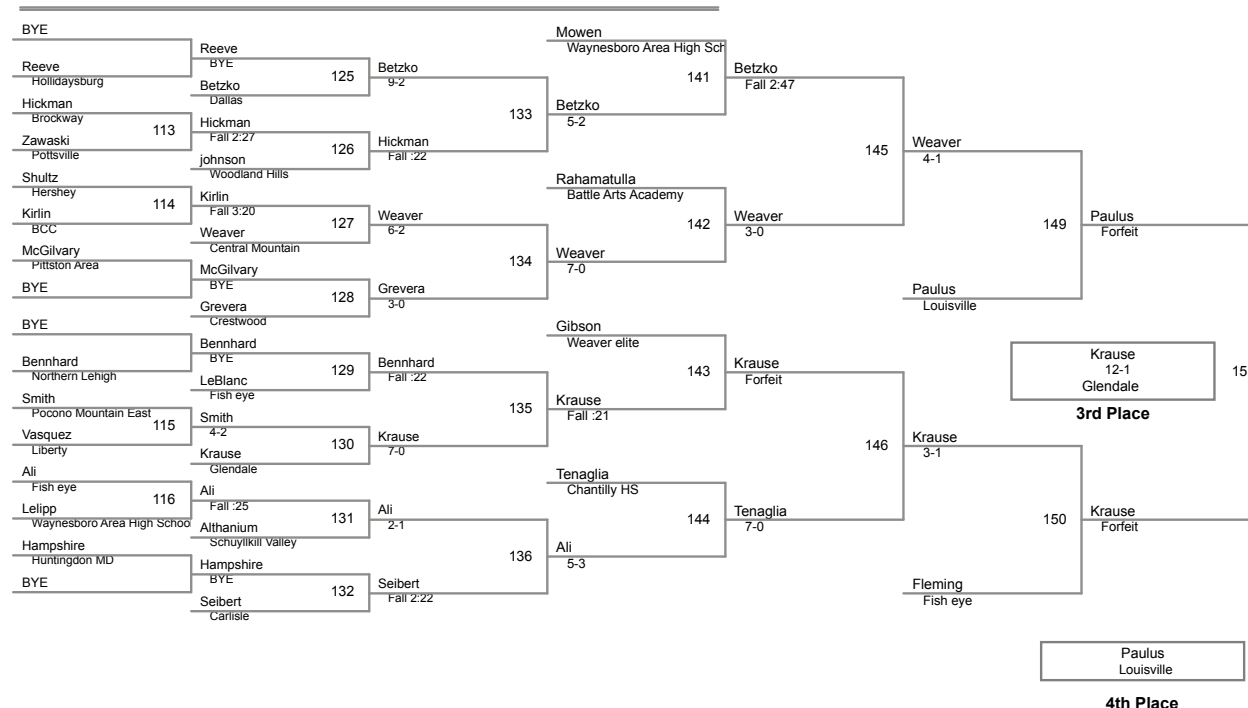 BYE
Reeve
Hollidaysburg
Hickman
Brockway
113
Zawaski
Pottsville
Shultz
Hershey
114
Kirlin
BCC
McGilvary
Pittston Area
BYE
BYE
Bennhard
Northern Lehigh
Smith
Pocono Mountain East
115
Vasquez
Liberty
Ali
Fish eye
116
Lelipp
Waynesboro Area High Schoo
Hampshire
Huntingdon MD
BYE
Reeve
BYE
125
Betzko
Dallas
Hickman
Fall 2:27
126
johnson
Woodland Hills
Kirlin
Fall 3:20
127
Weaver
Central Mountain
McGilvary
BYE
128
Grevera
Crestwood
Bennhard
BYE
129
LeBlanc
Fish eye
Smith
4-2
130
Krause
Glendale
Ali
Fall :25
131
Althanium
Schuyllkill Valley
Hampshire
BYE
132
Seibert
Carlisle
Betzko
9-2
133
Hickman
Fall :22
Weaver
6-2
134
Grevera
3-0
Bennhard
Fall :22
135
Krause
7-0
Ali
2-1
136
Seibert
Fall 2:22
Mowen
Waynesboro Area High Sch
141
Betzko
5-2
Rahamatulla
Battle Arts Academy
142
Weaver
7-0
Gibson
Weaver elite
143
Krause
Fall :21
Tenaglia
Chantilly HS
144
Ali
5-3
Betzko
Fall 2:47
145
Weaver
3-0
Krause
Forfeit
146
Tenaglia
7-0
Weaver
4-1
149
Paulus
Louisville
Krause
3-1
150
Fleming
Fish eye
Paulus
Forfeit
Krause
12-1
Glendale
15
3rd Place
Krause
Forfeit
Paulus
Louisville
4th Place